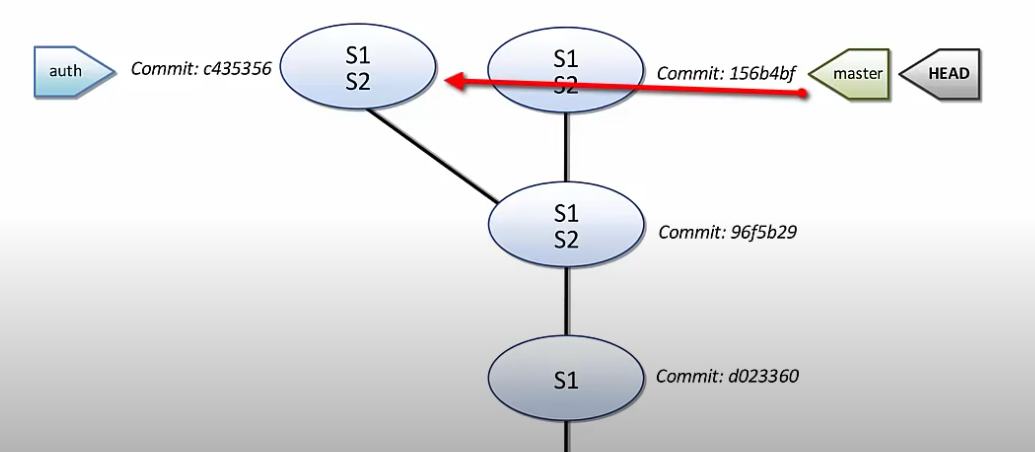 auth
Commit: c435356
S1
S2
S1
S2
Commit: 156b4bf
master
HEAD
S1
S2
Commit: 96f5b29
S1
Commit: d023360